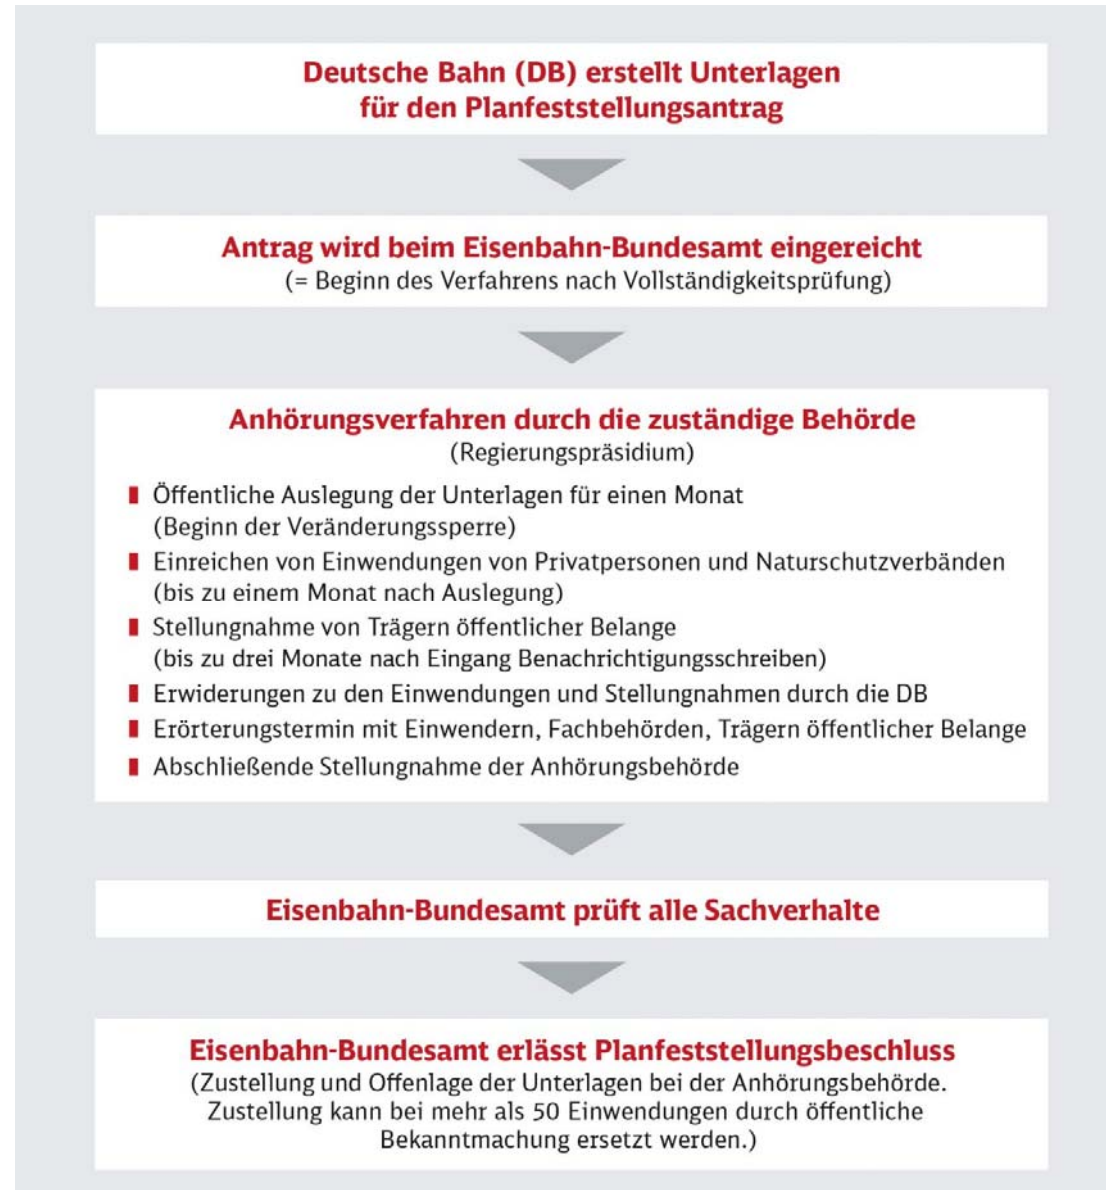 Deutsche Bahn (DB) erstellt Unterlagen
für den Planfeststellungsantrag
Antrag wird beim Eisenbahn-Bundesamt eingereicht
(= Beginn des Verfahrens nach Vollständigkeitsprüfung)
Anhörungsverfahren durch die zuständige Behörde
(Regierungspräsidium)
Öffentliche Auslegung der Unterlagen für einen Monat
(Beginn der Veränderungssperre)
Einreichen von Einwendungen von Privatpersonen und Naturschutzverbänden
(bis zu einem Monat nach Auslegung)
Stellungnahme von Trägern öffentlicher Belange
(bis zu drei Monate nach Eingang Benachrichtigungsschreiben)
Erwiderungen zu den Einwendungen und Stellungnahmen durch die DB
Erörterungstermin mit Einwendern, Fachbehörden, Trägern öffentlicher Belange
Abschließende Stellungnahme der Anhörungsbehörde
Eisenbahn-Bundesamt prüft alle Sachverhalte
Eisenbahn-Bundesamt erlässt Planfeststellungsbeschluss
(Zustellung und Offenlage der Unterlagen bei der Anhörungsbehörde.
Zustellung kann bei mehr als 50 Einwendungen durch öffentliche
Bekanntmachung ersetzt werden.)